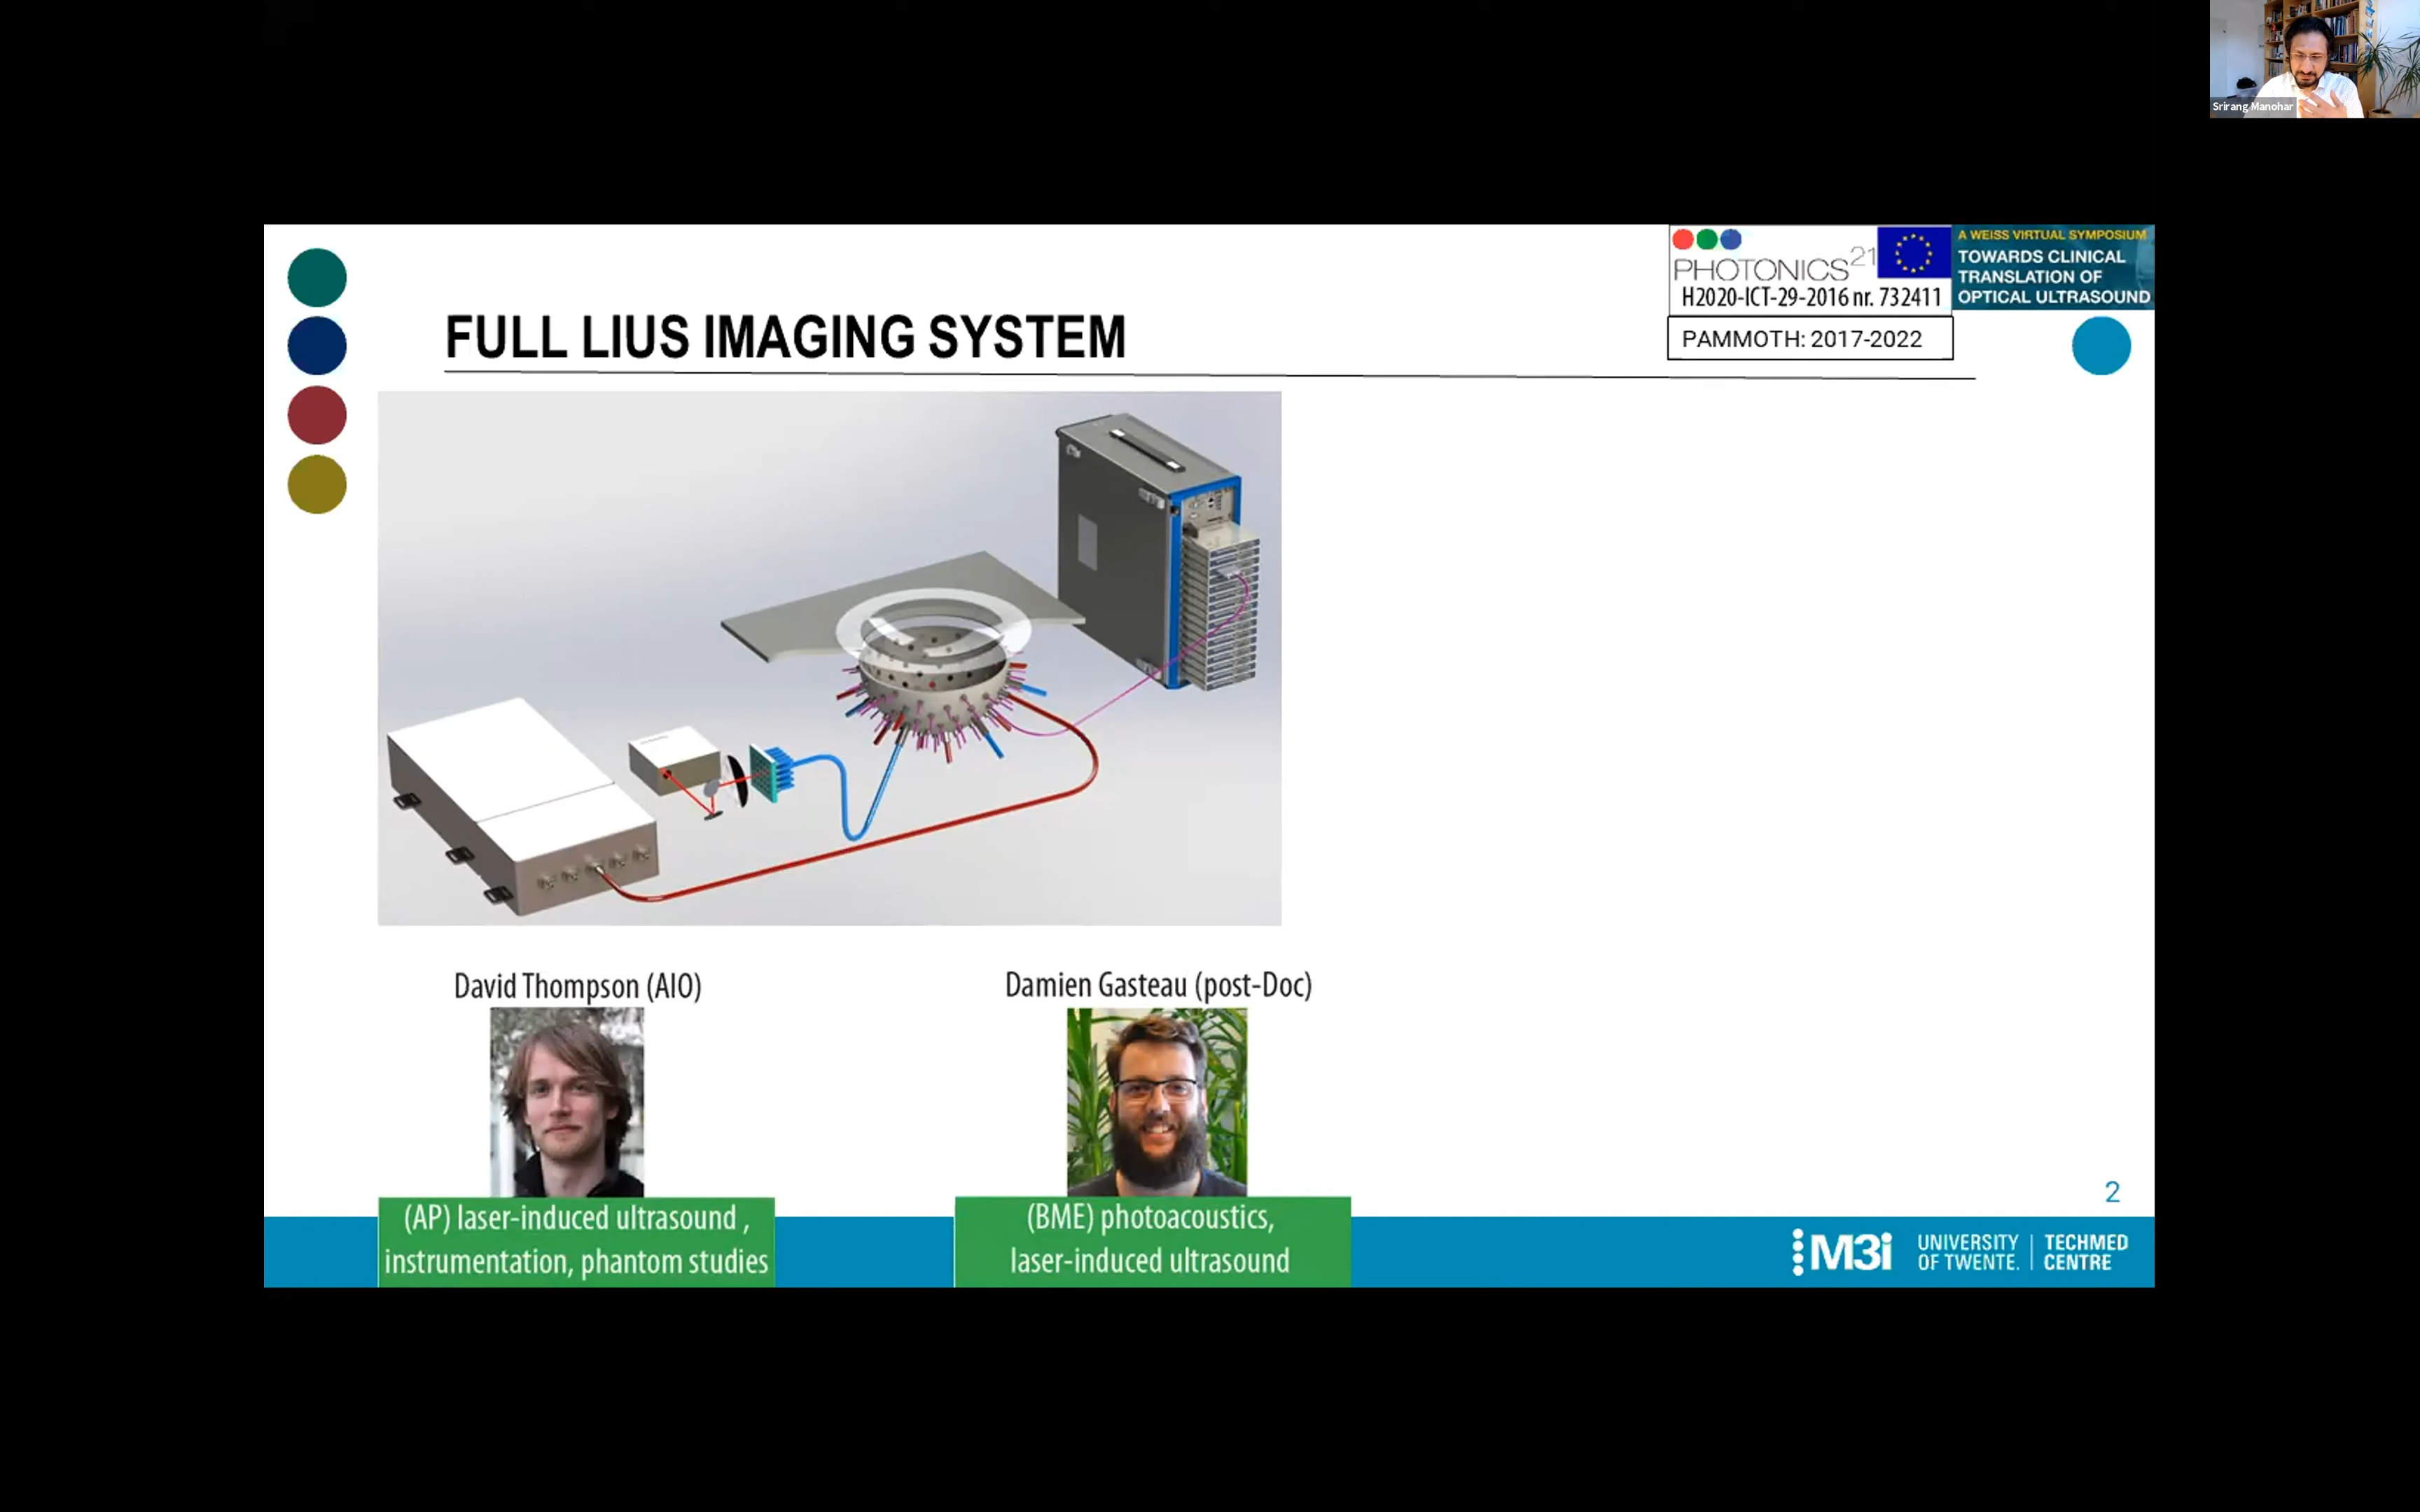 Srirang Manohar
PHOTONICS21
H2020-ICT-29-2016 nr. 732411
A WEISS VIRTUAL SYMPOSIUM
TOWARDS CLINICAL
TRANSLATION OF
OPTICAL ULTRASOUND
PAMMOTH: 2017-2022
FULL LIUS IMAGING SYSTEM
David Thompson (AIO)
Damien Gasteau (post-Doc)
(AP) laser-induced ultrasound ,
instrumentation, phantom studies
(BME) photoacoustics,
laser-induced ultrasound
2
M3i
UNIVERSITY
OF TWENTE.
TECHMED
CENTRE